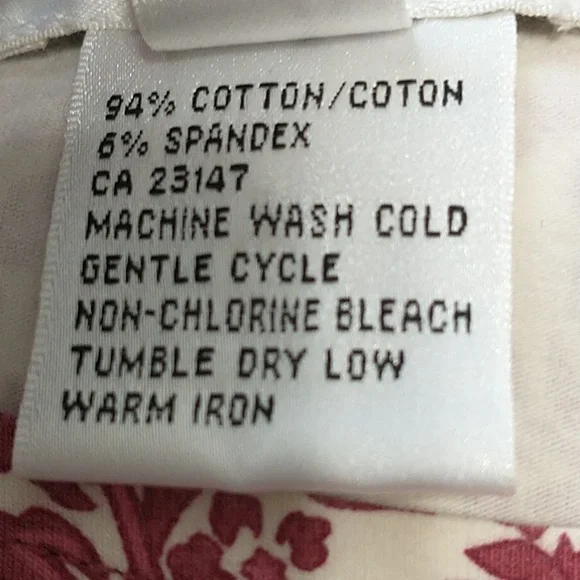 94% COTTON/COTON
6% SPANDEX
CA 23147
MACHINE WASH COLD
GENTLE CYCLE
NON-CHLORINE BLEACH
TUMBLE DRY LOW
WARM IRON